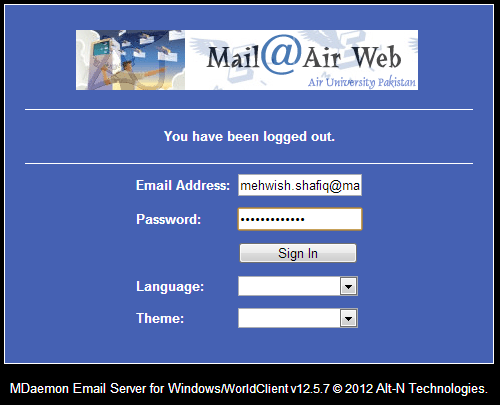 Mail@Air Web
Air University Pakistan
You have been logged out.
Email Address: mehwish.shafiq@ma
Password: •••••••••••••
Sign In
Language:
Theme:
MDaemon Email Server for Windows/WorldClient v12.5.7 © 2012 Alt-N Technologies.